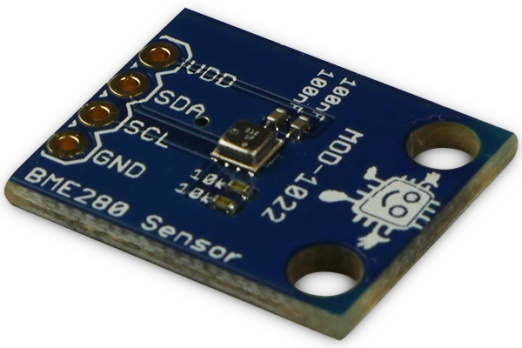 VDD
SDA
SCL
GND
100n
100n
10k
10k
MOD-1022
BME280 Sensor